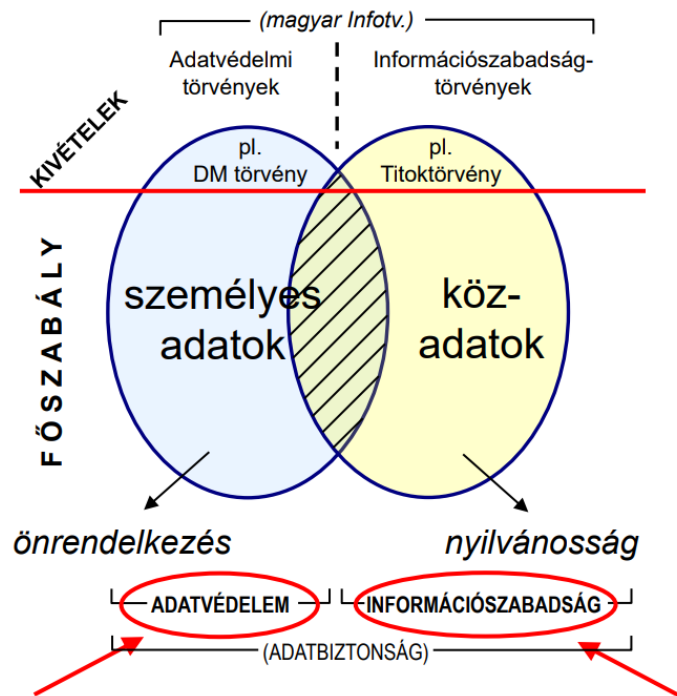 (magyar Infotv.)
Adatvédelmi
törvények
Információszabadság-
törvények
KIVÉTELEK
pl.
DM törvény
pl.
Titoktörvény
FŐSZABÁLY
személyes
adatok
köz-
adatok
önrendelkezés
nyilvánosság
ADATVÉDELEM
INFORMÁCIÓSZABADSÁG
(ADATBIZTONSÁG)